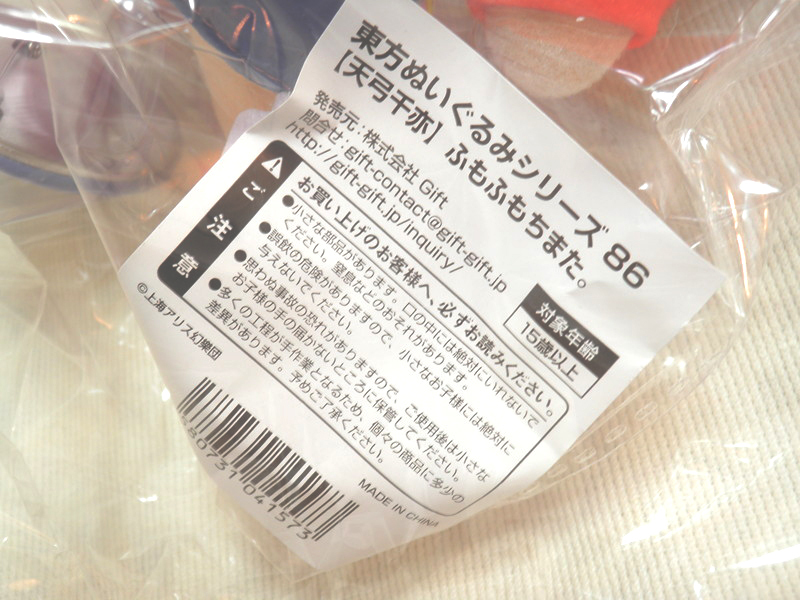 東方ぬいぐるみシリーズ 86
【天弓千亦】ふもふもちまた。
発売元:株式会社 Gift
問合せ:gift-contact@gift-gift.jp
http://gift-gift.jp/inquiry/
対象年齢
15歳以上
ご注意
お買い上げのお客様へ、必ずお読みください。
●小さな部品があります。口の中には絶対にいれないで
ください。窒息などのおそれがあります。
●誤飲の危険がありますので、小さなお子様には絶対に
与えないでください。
●思わぬ事故の恐れがありますので、ご使用後は小さな
お子様の手の届かないところに保管してください。
●多くの工程が手作業となるため、個々の商品に多少の
差異があります。予めご了承ください。
©上海アリス幻樂団
580731 041573
MADE IN CHINA